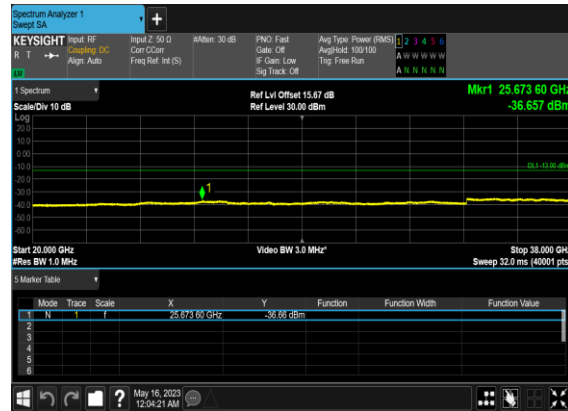 Spectrum Analyzer 1
Swept SA
+
KEYSIGHT Input: RF Input Z: 50 Ω #Atten: 30 dB PNO: Fast Avg Type: Power (RMS) 1 2 3 4 5 6
R T Coupling: DC Corr CCorr Gate: Off Avg|Hold: 100/100 A W W W W W
Align: Auto Freq Ref: Int (S) IF Gain: Low Trig: Free Run
Sig Track: Off A N N N N N
1 Spectrum Ref Lvl Offset 15.67 dB Mkr1 25.673 60 GHz
Scale/Div 10 dB Ref Level 30.00 dBm -36.657 dBm
Log
20.0
10.0
0.00
-10.0 DL1 -13.00 dBm
-20.0
-30.0 1
-40.0
-50.0
-60.0
Start 20.000 GHz Video BW 3.0 MHz* Stop 38.000 GHz
#Res BW 1.0 MHz Sweep 32.0 ms (40001 pts)
5 Marker Table
Mode Trace Scale X Y Function Function Width Function Value
1 N 1 f 25.673 60 GHz -36.66 dBm
2
3
4
5
6
? May 16, 2023
12:04:21 AM